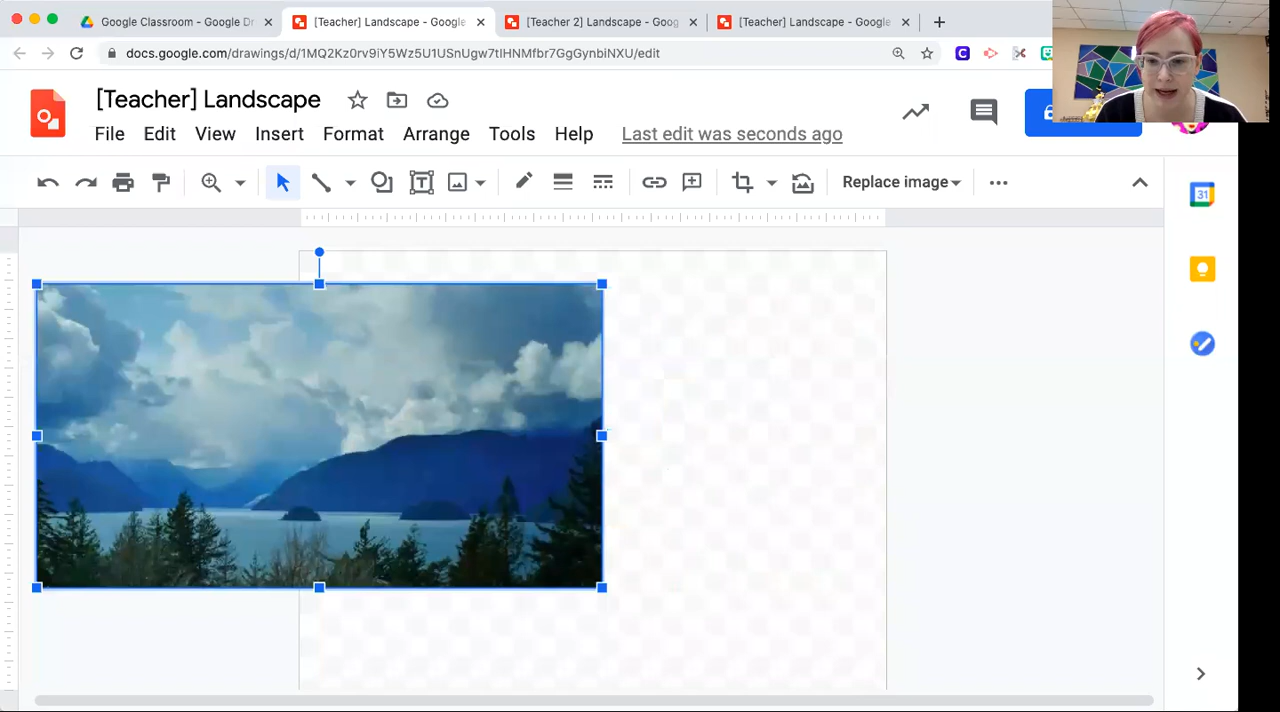 Google Classroom - Google Dr
[Teacher] Landscape - Google
[Teacher 2] Landscape - Goog
[Teacher] Landscape - Google
docs.google.com/drawings/d/1MQ2Kz0rv9iY5Wz5U1USnUgw7tIHNMfbr7GgGynbiNXU/edit
[Teacher] Landscape
File Edit View Insert Format Arrange Tools Help Last edit was seconds ago
Replace image
31